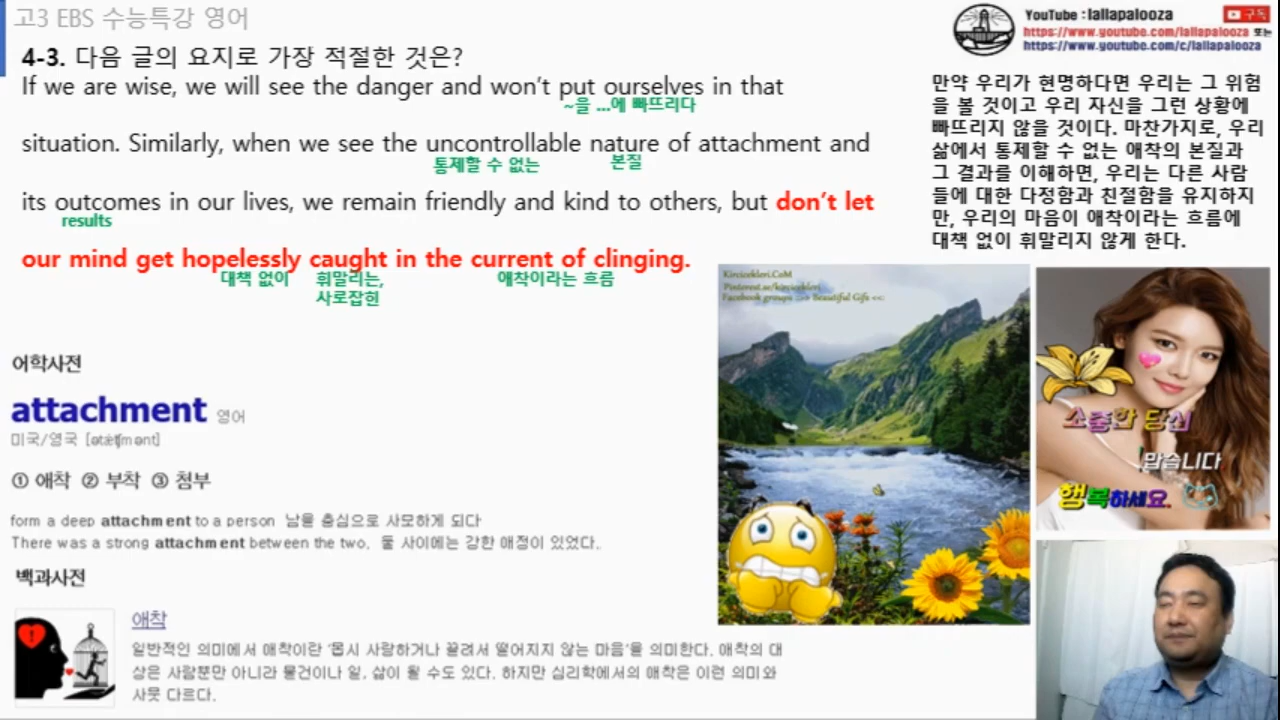 고3 EBS 수능특강 영어
4-3. 다음 글의 요지로 가장 적절한 것은?
If we are wise, we will see the danger and won't put ourselves in that
~을 ...에 빠뜨리다
situation. Similarly, when we see the uncontrollable nature of attachment and
통제할 수 없는 본질
its outcomes in our lives, we remain friendly and kind to others, but don't let
results
our mind get hopelessly caught in the current of clinging.
대책 없이 휘말리는, 애착이라는 흐름
사로잡힌
YouTube : lallapalooza 구독
https://www.youtube.com/lallapalooza 또는
https://www.youtube.com/c/lallapalooza
만약 우리가 현명하다면 우리는 그 위험
을 볼 것이고 우리 자신을 그런 상황에
빠뜨리지 않을 것이다. 마찬가지로, 우리
삶에서 통제할 수 없는 애착의 본질과
그 결과를 이해하면, 우리는 다른 사람
들에 대한 다정함과 친절함을 유지하지
만, 우리의 마음이 애착이라는 흐름에
대책 없이 휘말리지 않게 한다.
어학사전
attachment 영어
미국/영국 [ətǽtʃmənt]
① 애착 ② 부착 ③ 첨부
form a deep attachment to a person 남을 충심으로 사모하게 되다
There was a strong attachment between the two. 둘 사이에는 강한 애정이 있었다.
백과사전
애착
일반적인 의미에서 애착이란 '몹시 사랑하거나 끌려서 떨어지지 않는 마음'을 의미한다. 애착의 대
상은 사람뿐만 아니라 물건이나 일, 삶이 될 수도 있다. 하지만 심리학에서의 애착은 이런 의미와
사뭇 다르다.
Kircicekleri.CoM
Pinterest.se/kircicekleri
Facebook groups Beautiful Gifs <<
소중한 당신
맙습니다
행복하세요.